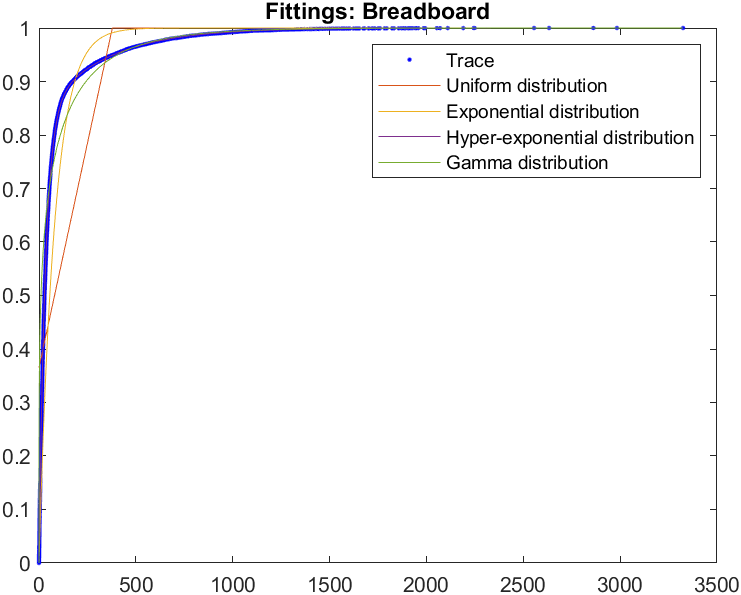 Fittings: Breadboard
1
0.9
0.8
0.7
0.6
0.5
0.4
0.3
0.2
0.1
0
Trace
Uniform distribution
Exponential distribution
Hyper-exponential distribution
Gamma distribution
0 500 1000 1500 2000 2500 3000 3500